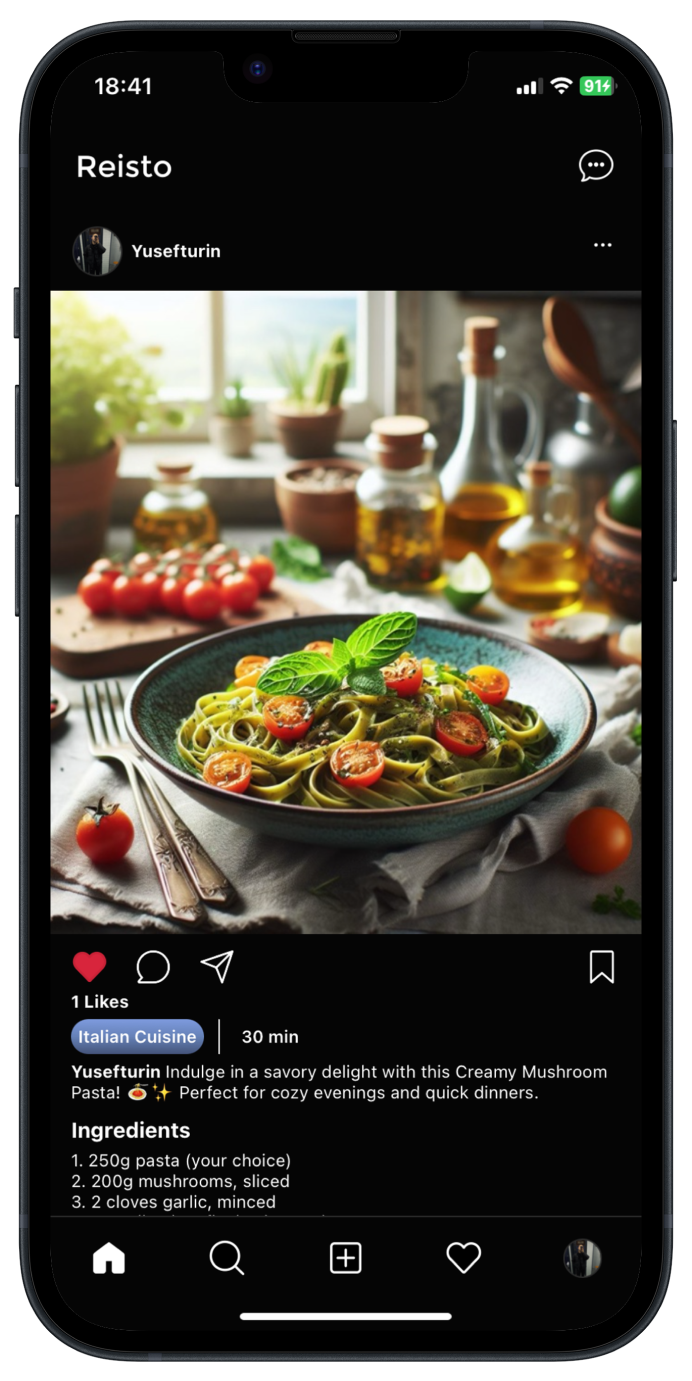 18:41
91
Reisto
Yusefturin
1 Likes
Italian Cuisine
30 min
Yusefturin Indulge in a savory delight with this Creamy Mushroom
Pasta! 🍝✨ Perfect for cozy evenings and quick dinners.
Ingredients
1. 250g pasta (your choice)
2. 200g mushrooms, sliced
3. 2 cloves garlic, minced